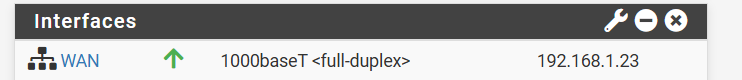 Interfaces
WAN 1000baseT <full-duplex> 192.168.1.23